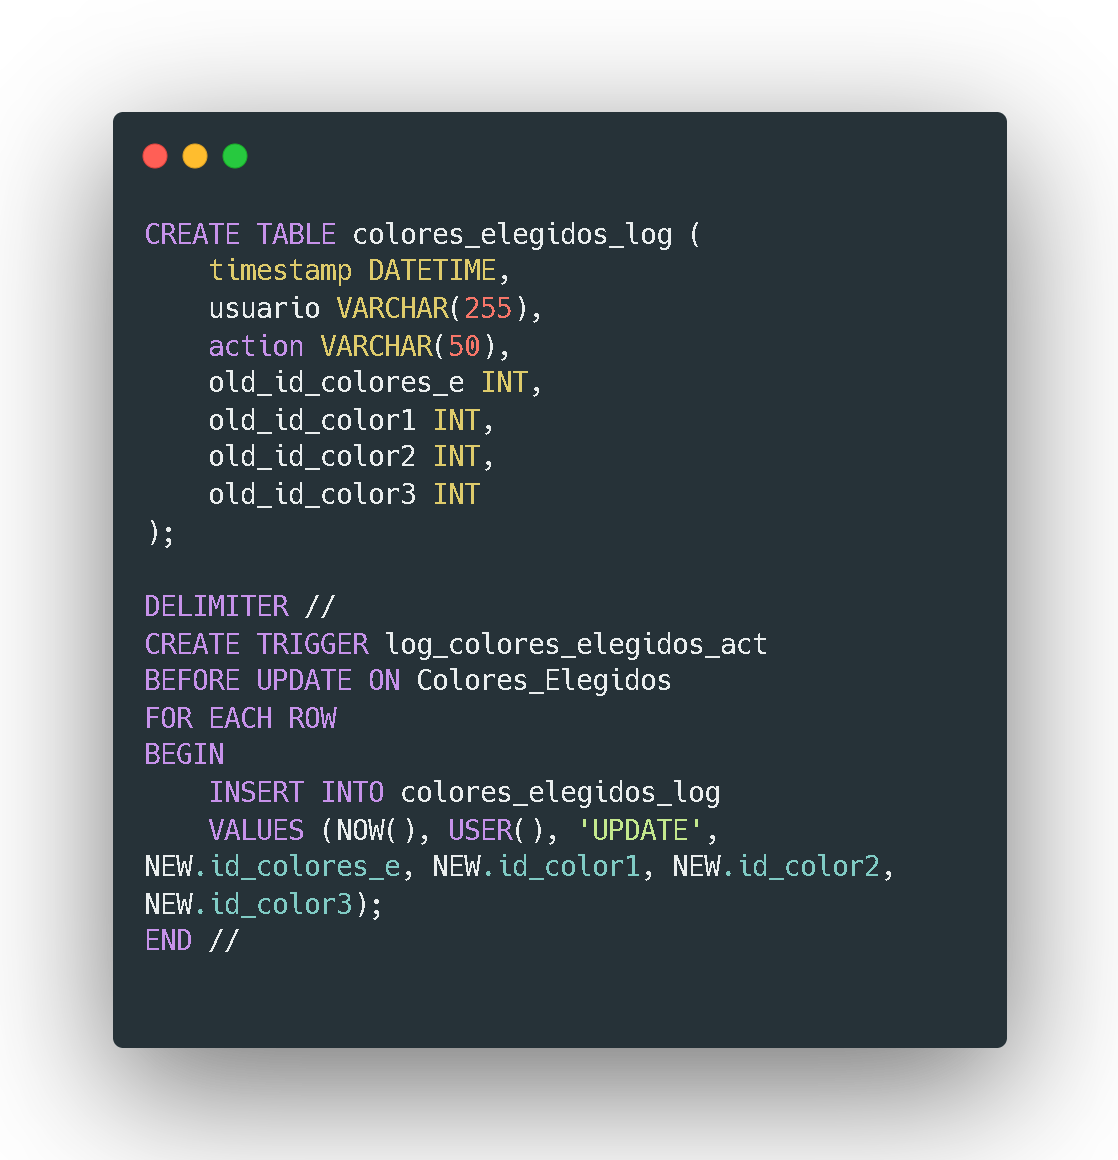 CREATE TABLE colores_elegidos_log (
    timestamp DATETIME,
    usuario VARCHAR(255),
    action VARCHAR(50),
    old_id_colores_e INT,
    old_id_color1 INT,
    old_id_color2 INT,
    old_id_color3 INT
);

DELIMITER //
CREATE TRIGGER log_colores_elegidos_act
BEFORE UPDATE ON Colores_Elegidos
FOR EACH ROW
BEGIN
    INSERT INTO colores_elegidos_log
    VALUES (NOW(), USER(), 'UPDATE',
NEW.id_colores_e, NEW.id_color1, NEW.id_color2,
NEW.id_color3);
END //